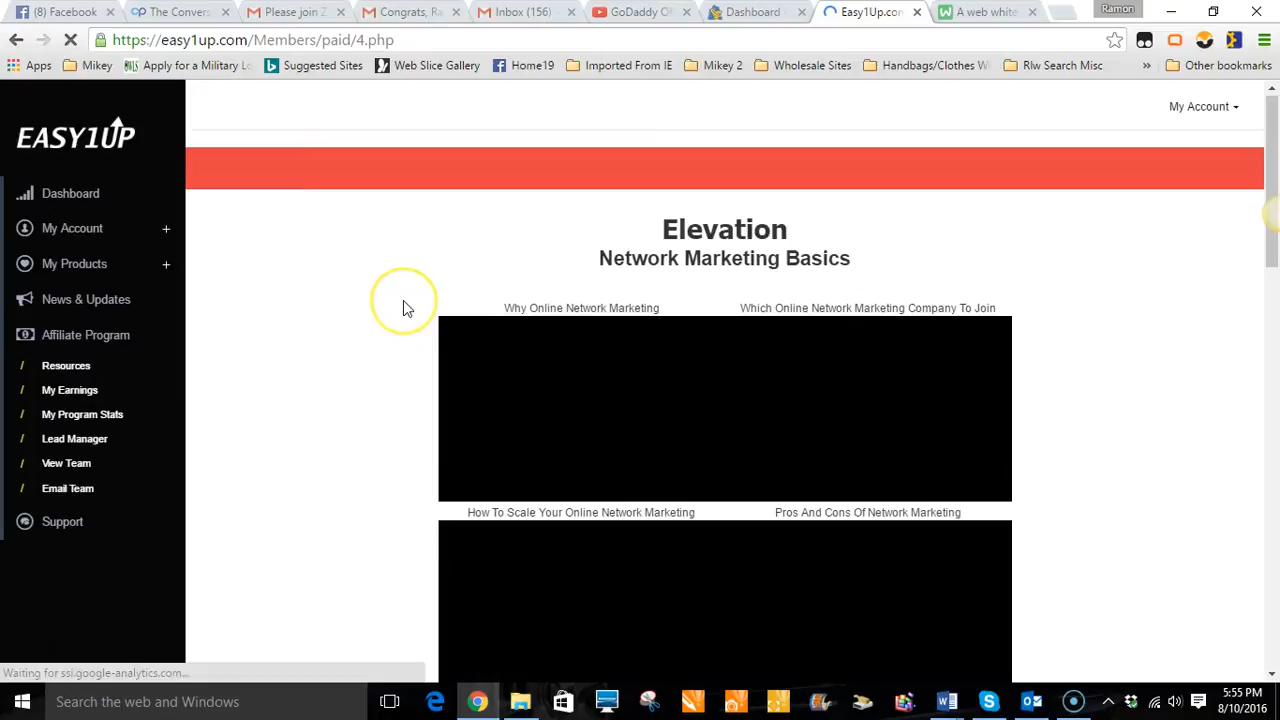 (8) Facebook
The Convers
Please join Z
Congrats, Ra
Inbox (156)
GoDaddy O
Dashboard
Easy1Up.con
A web white
Ramon
https://easy1up.com/Members/paid/4.php
Apps
Mikey
Apply for a Military Lo
Suggested Sites
Web Slice Gallery
Home19
Imported From IE
Mikey 2
Wholesale Sites
Handbags/Clothes W
Rlw Search Misc
»
Other bookmarks
EASY1UP
My Account
Dashboard
My Account +
My Products +
News & Updates
Affiliate Program
/ Resources
/ My Earnings
/ My Program Stats
/ Lead Manager
/ View Team
/ Email Team
Support
Elevation
Network Marketing Basics
Why Online Network Marketing
Which Online Network Marketing Company To Join
How To Scale Your Online Network Marketing
Pros And Cons Of Network Marketing
Waiting for ssl.google-analytics.com...
Search the web and Windows
5:55 PM
8/10/2016